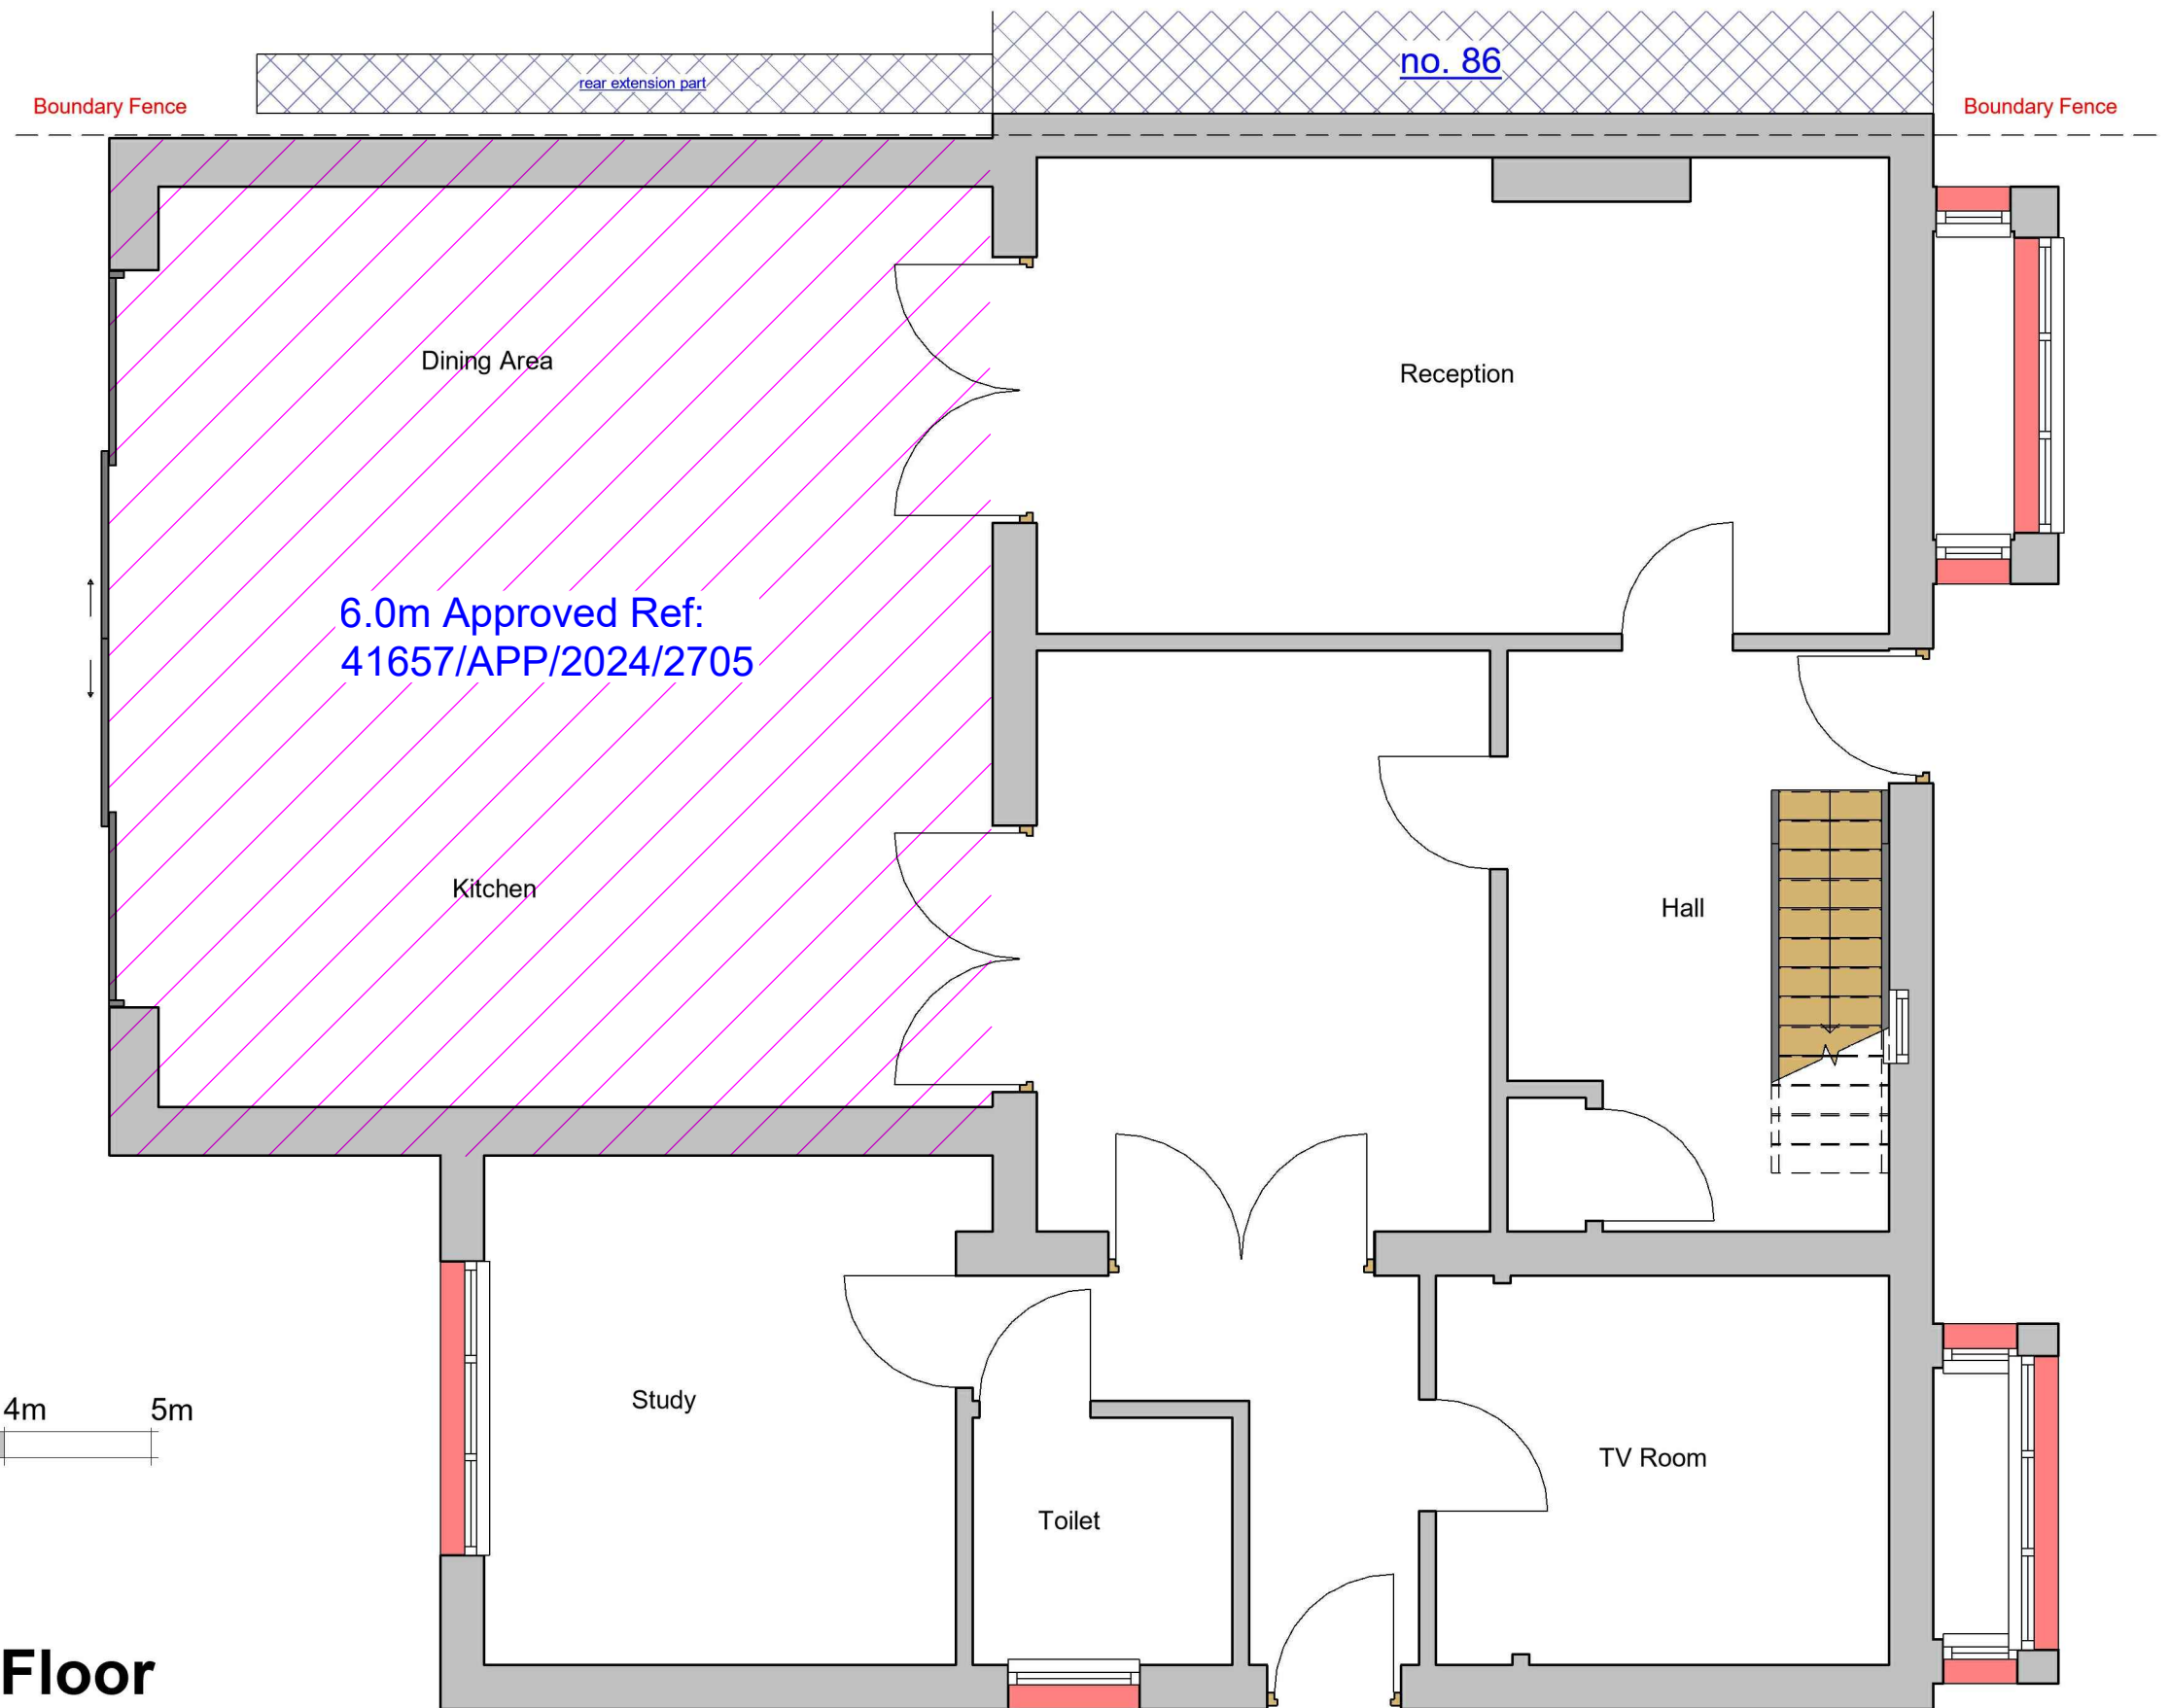 no. 86
rear extension part
Boundary Fence
Boundary Fence
Dining Area
Reception
6.0m Approved Ref:
41657/APP/2024/2705
Kitchen
Hall
Study
4m 5m
TV Room
Toilet
Floor